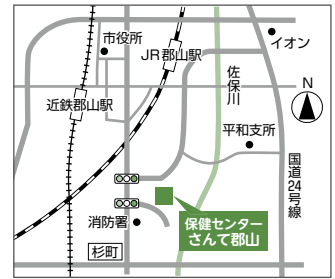 市役所
JR郡山駅
イオン
佐保川
N
近鉄郡山駅
平和支所
国道24号線
消防署
保健センター
さんて郡山
杉町